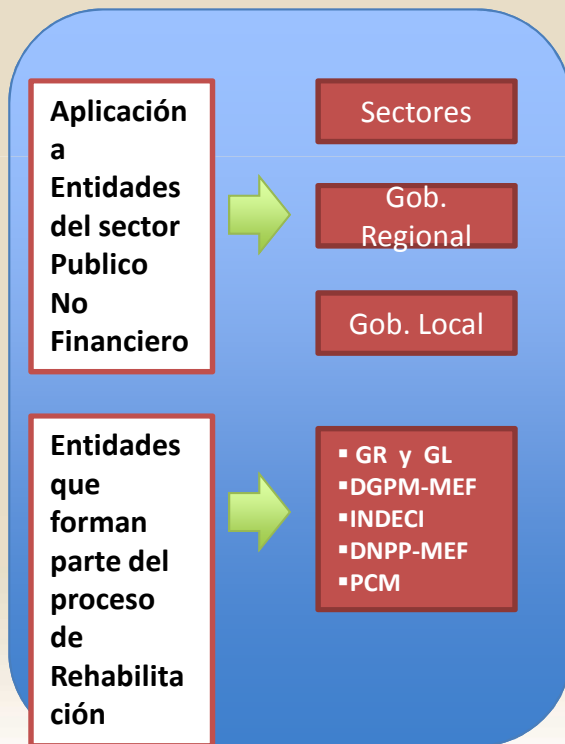 Aplicación
a
Entidades
del sector
Publico
No
Financiero
Sectores
Gob.
Regional
Gob. Local
Entidades
que
forman
parte del
proceso
de
Rehabilita
ción
▪ GR y GL
▪DGPM-MEF
▪INDECI
▪DNPP-MEF
▪PCM